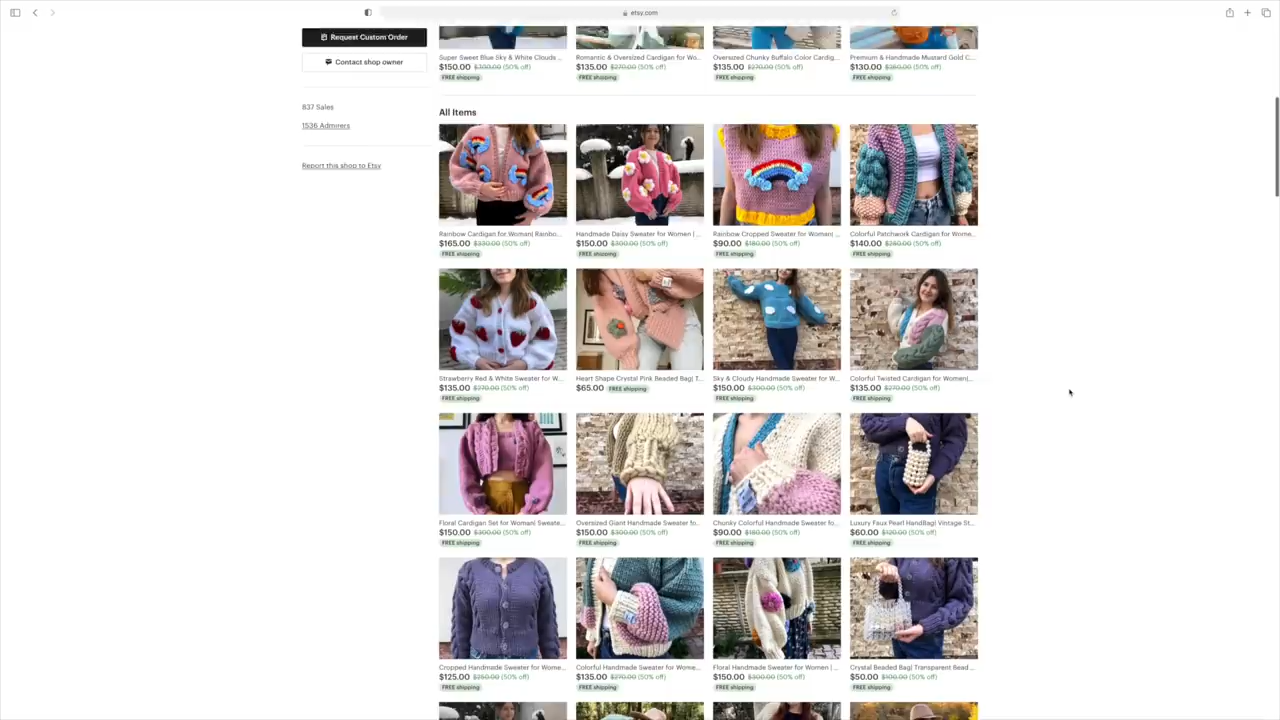 etsy.com
Request Custom Order
Contact shop owner
837 Sales
1536 Admirers
Report this shop to Etsy
Super Sweet Blue Sky & White Clouds ...
$150.00 $300.00 (50% off)
FREE shipping
Romantic & Oversized Cardigan for Wo...
$135.00 $270.00 (50% off)
FREE shipping
Oversized Chunky Buffalo Color Cardig...
$135.00 $270.00 (50% off)
FREE shipping
Premium & Handmade Mustard Gold C...
$130.00 $260.00 (50% off)
FREE shipping
All Items
Rainbow Cardigan for Woman| Rainbo...
$165.00 $330.00 (50% off)
FREE shipping
Handmade Daisy Sweater for Women | ...
$150.00 $300.00 (50% off)
FREE shipping
Rainbow Cropped Sweater for Woman| ...
$90.00 $180.00 (50% off)
FREE shipping
Colorful Patchwork Cardigan for Wome...
$140.00 $280.00 (50% off)
FREE shipping
Strawberry Red & White Sweater for W...
$135.00 $270.00 (50% off)
FREE shipping
Heart Shape Crystal Pink Beaded Bag| T...
$65.00 FREE shipping
Sky & Cloudy Handmade Sweater for W...
$150.00 $300.00 (50% off)
FREE shipping
Colorful Twisted Cardigan for Women|...
$135.00 $270.00 (50% off)
FREE shipping
Floral Cardigan Set for Woman| Sweate...
$150.00 $300.00 (50% off)
FREE shipping
Oversized Giant Handmade Sweater fo...
$150.00 $300.00 (50% off)
FREE shipping
Chunky Colorful Handmade Sweater fo...
$90.00 $180.00 (50% off)
FREE shipping
Luxury Faux Pearl HandBag| Vintage St...
$60.00 $120.00 (50% off)
FREE shipping
Cropped Handmade Sweater for Wome...
$125.00 $250.00 (50% off)
FREE shipping
Colorful Handmade Sweater for Wome...
$135.00 $270.00 (50% off)
FREE shipping
Floral Handmade Sweater for Women | ...
$150.00 $300.00 (50% off)
FREE shipping
Crystal Beaded Bag| Transparent Bead ...
$50.00 $100.00 (50% off)
FREE shipping